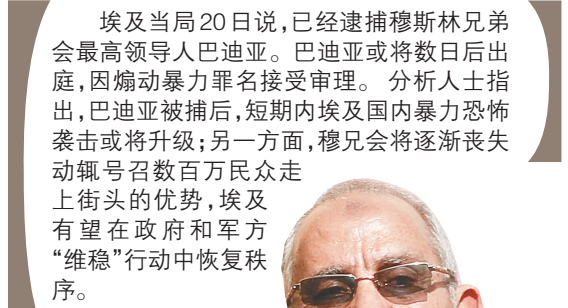 埃及当局20日说,已经逮捕穆斯林兄弟
会最高领导人巴迪亚。巴迪亚或将数日后出
庭,因煽动暴力罪名接受审理。 分析人士指
出,巴迪亚被捕后,短期内埃及国内暴力恐怖
袭击或将升级;另一方面,穆兄会将逐渐丧失
动辄号召数百万民众走
上街头的优势,埃及
有望在政府和军方
“维稳”行动中恢复秩
序。